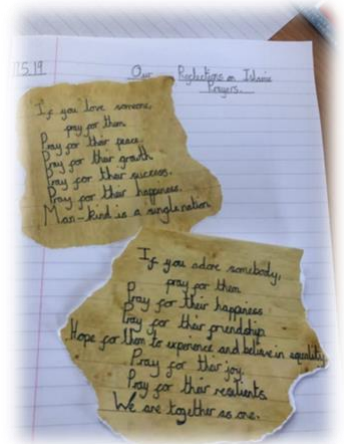 25.19
Our Reflections on Islamic
Prayers.
If you love someone,
pray for them
Pray for their peace.
Pray for their growth.
Pray for their success.
Pray for their happiness.
Man-kind is a single nation
If you adore somebody,
pray for them
Pray for their happiness
Pray for their friendship
Hope for them to experience and believe in equality
Pray for their joy.
Pray for their resilients.
We are together as one.